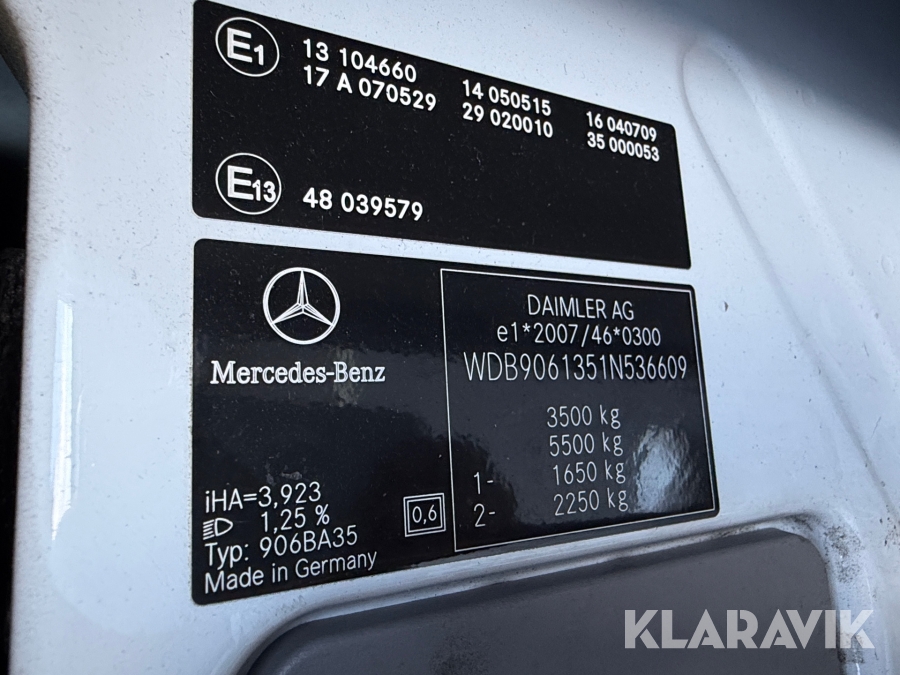 E1 13 104660 14 050515 16 040709
17 A 070529 29 020010 35 000053
E13 48 039579
Mercedes-Benz
DAIMLER AG
e1*2007/46*0300
WDB9061351N536609
3500 kg
5500 kg
1- 1650 kg
2- 2250 kg
iHA=3,923
1,25 %
0,6
Typ: 906BA35
Made in Germany
KLARAVIK